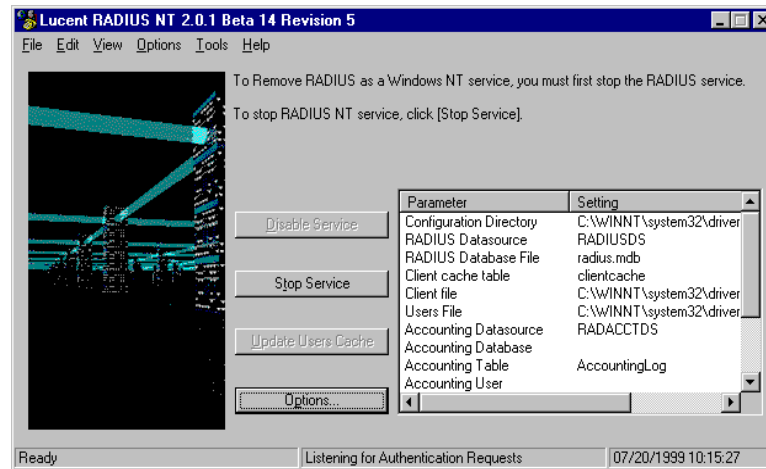 Lucent RADIUS NT 2.0.1 Beta 14 Revision 5
File Edit View Options Tools Help
To Remove RADIUS as a Windows NT service, you must first stop the RADIUS service.
To stop RADIUS NT service, click [Stop Service].
Disable Service
Stop Service
Update Users Cache
Options...
Parameter Setting
Configuration Directory C:\WINNT\system32\driver
RADIUS Datasource RADIUSDS
RADIUS Database File radius.mdb
Client cache table clientcache
Client file C:\WINNT\system32\driver
Users File C:\WINNT\system32\driver
Accounting Datasource RADACCTDS
Accounting Database
Accounting Table AccountingLog
Accounting User
Ready Listening for Authentication Requests 07/20/1999 10:15:27